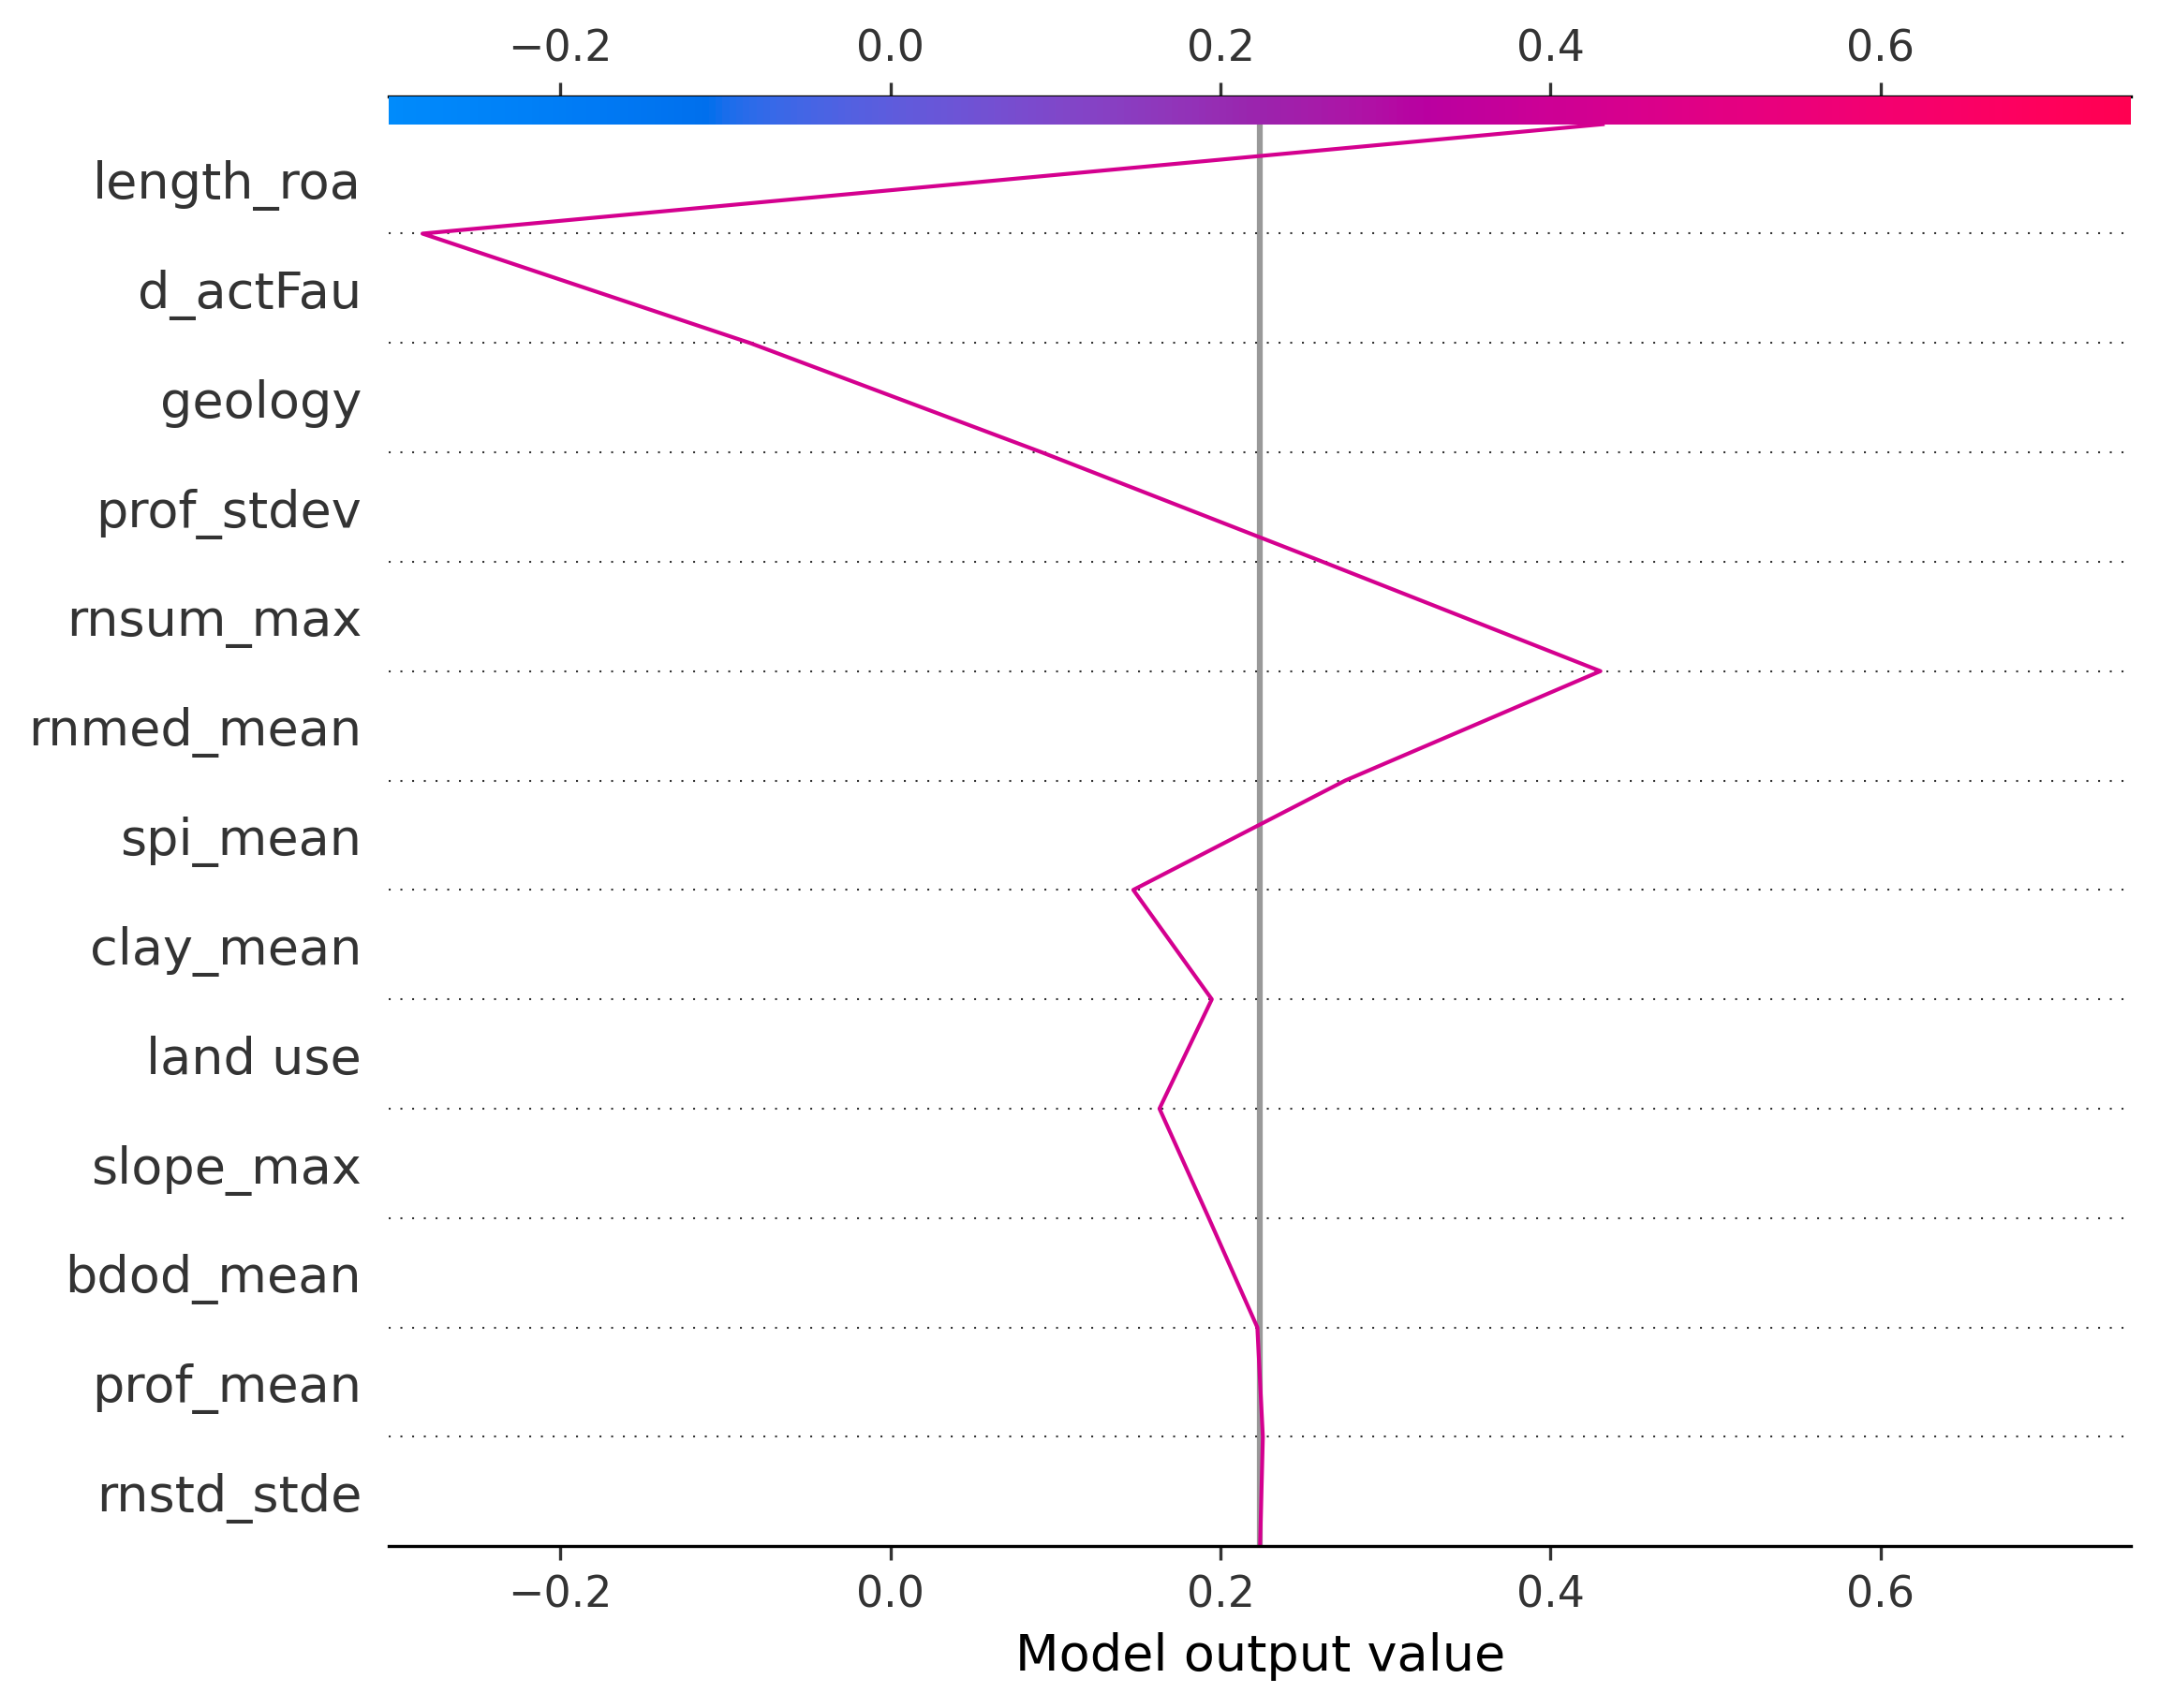 −0.2 0.0 0.2 0.4 0.6
length_roa
d_actFau
geology
prof_stdev
rnsum_max
rnmed_mean
spi_mean
clay_mean
land use
slope_max
bdod_mean
prof_mean
rnstd_stde
−0.2 0.0 0.2 0.4 0.6
Model output value